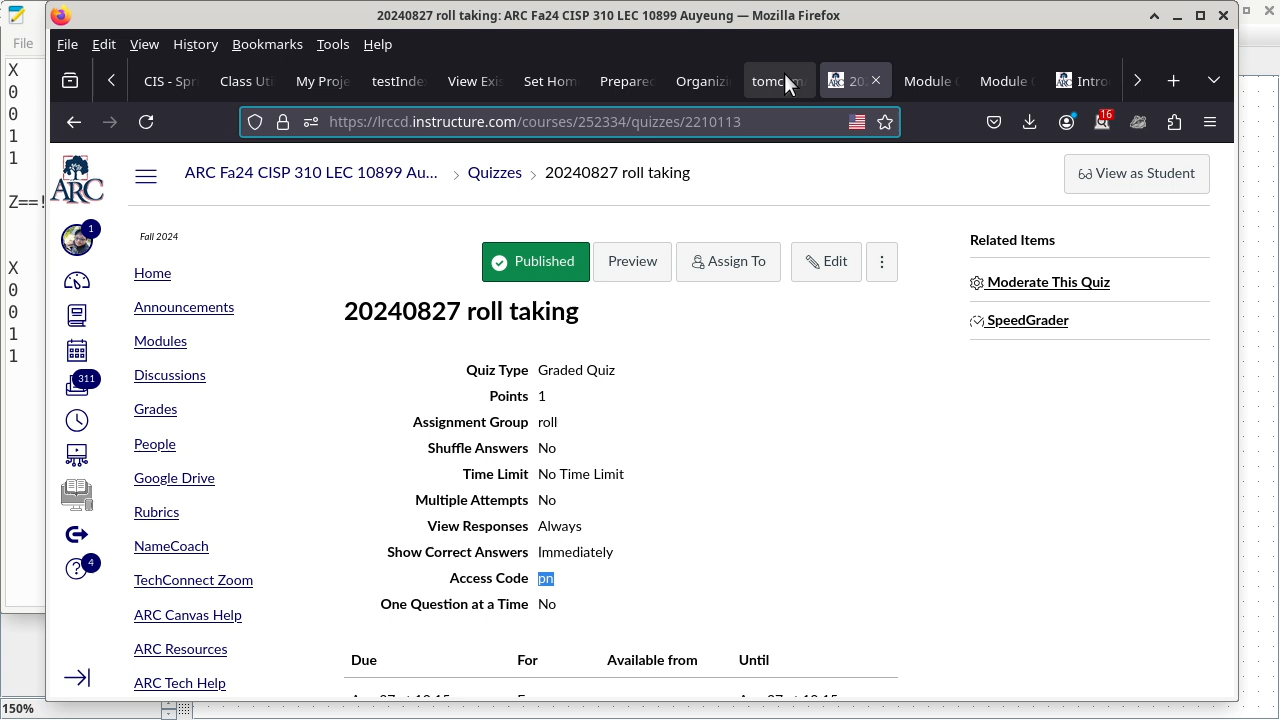 20240827 roll taking: ARC Fa24 CISP 310 LEC 10899 Auyeung — Mozilla Firefox
File
File Edit View History Bookmarks Tools Help
CIS - Spri Class Uti My Proje testInde View Exis Set Hom Prepared Organizi 20 Module Module Intro
https://lrccd.instructure.com/courses/252334/quizzes/2210113
16
X
0
0
1
1
Z==!
X
0
0
1
1
150%
ARC
1
311
4
ARC Fa24 CISP 310 LEC 10899 Au... › Quizzes › 20240827 roll taking
View as Student
Fall 2024
Home
Announcements
Modules
Discussions
Grades
People
Google Drive
Rubrics
NameCoach
TechConnect Zoom
ARC Canvas Help
ARC Resources
ARC Tech Help
Published Preview Assign To Edit
20240827 roll taking
Quiz Type Graded Quiz
Points 1
Assignment Group roll
Shuffle Answers No
Time Limit No Time Limit
Multiple Attempts No
View Responses Always
Show Correct Answers Immediately
Access Code pn
One Question at a Time No
Due For Available from Until
Related Items
Moderate This Quiz
SpeedGrader